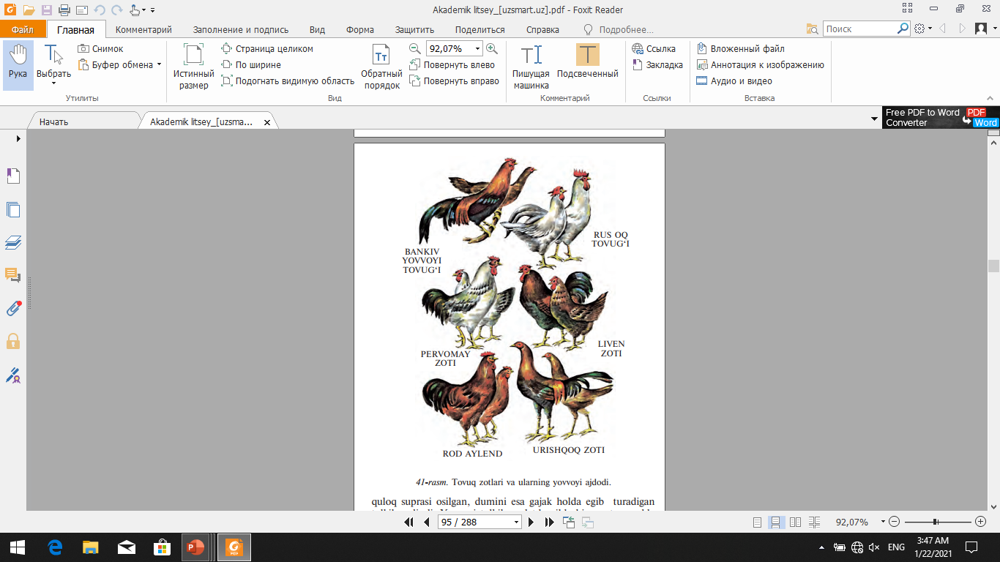 Akademik litsey_[uzsmart.uz].pdf - Foxit Reader
Файл
Главная
Комментарий
Заполнение и подпись
Вид
Форма
Защитить
Поделиться
Справка
Подробнее...
Поиск
Рука
Выбрать
Снимок
Буфер обмена
Утилиты
Истинный
размер
Страница целиком
По ширине
Подогнать видимую область
Обратный
порядок
92,07%
Повернуть влево
Повернуть вправо
Вид
Пишущая
машинка
Подсвеченный
Комментарий
Ссылка
Закладка
Ссылки
Вложенный файл
Аннотация к изображению
Аудио и видео
Вставка
Начать
Akademik litsey_[uzsma...
Free PDF to Word
Converter
PDF
Word
RUS OQ
TOVUG‘I
BANKIV
YOVVOYI
TOVUG‘I
PERVOMAY
ZOTI
LIVEN
ZOTI
ROD AYLEND
URISHQOQ ZOTI
41-rasm. Tovuq zotlari va ularning yovvoyi ajdodi.
quloq suprasi osilgan, dumini esa gajak holda egib turadigan
95 / 288
92,07%
ENG
3:47 AM
1/22/2021